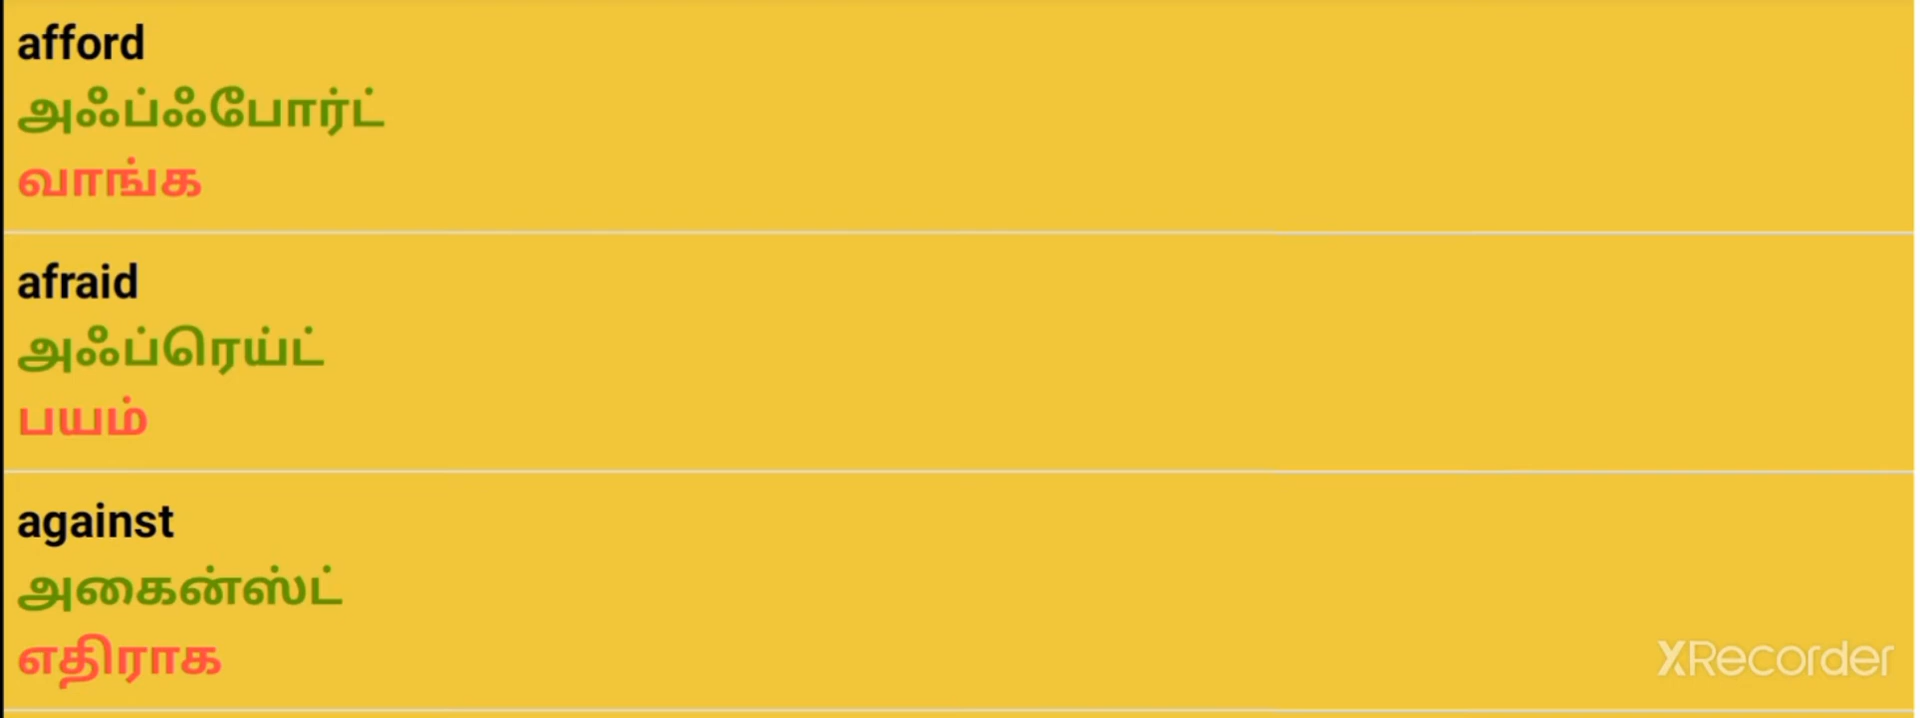 afford
அஃப்ஃபோர்ட்
வாங்க
afraid
அஃப்ரெய்ட்
பயம்
against
அகைன்ஸ்ட்
எதிராக
XRecorder